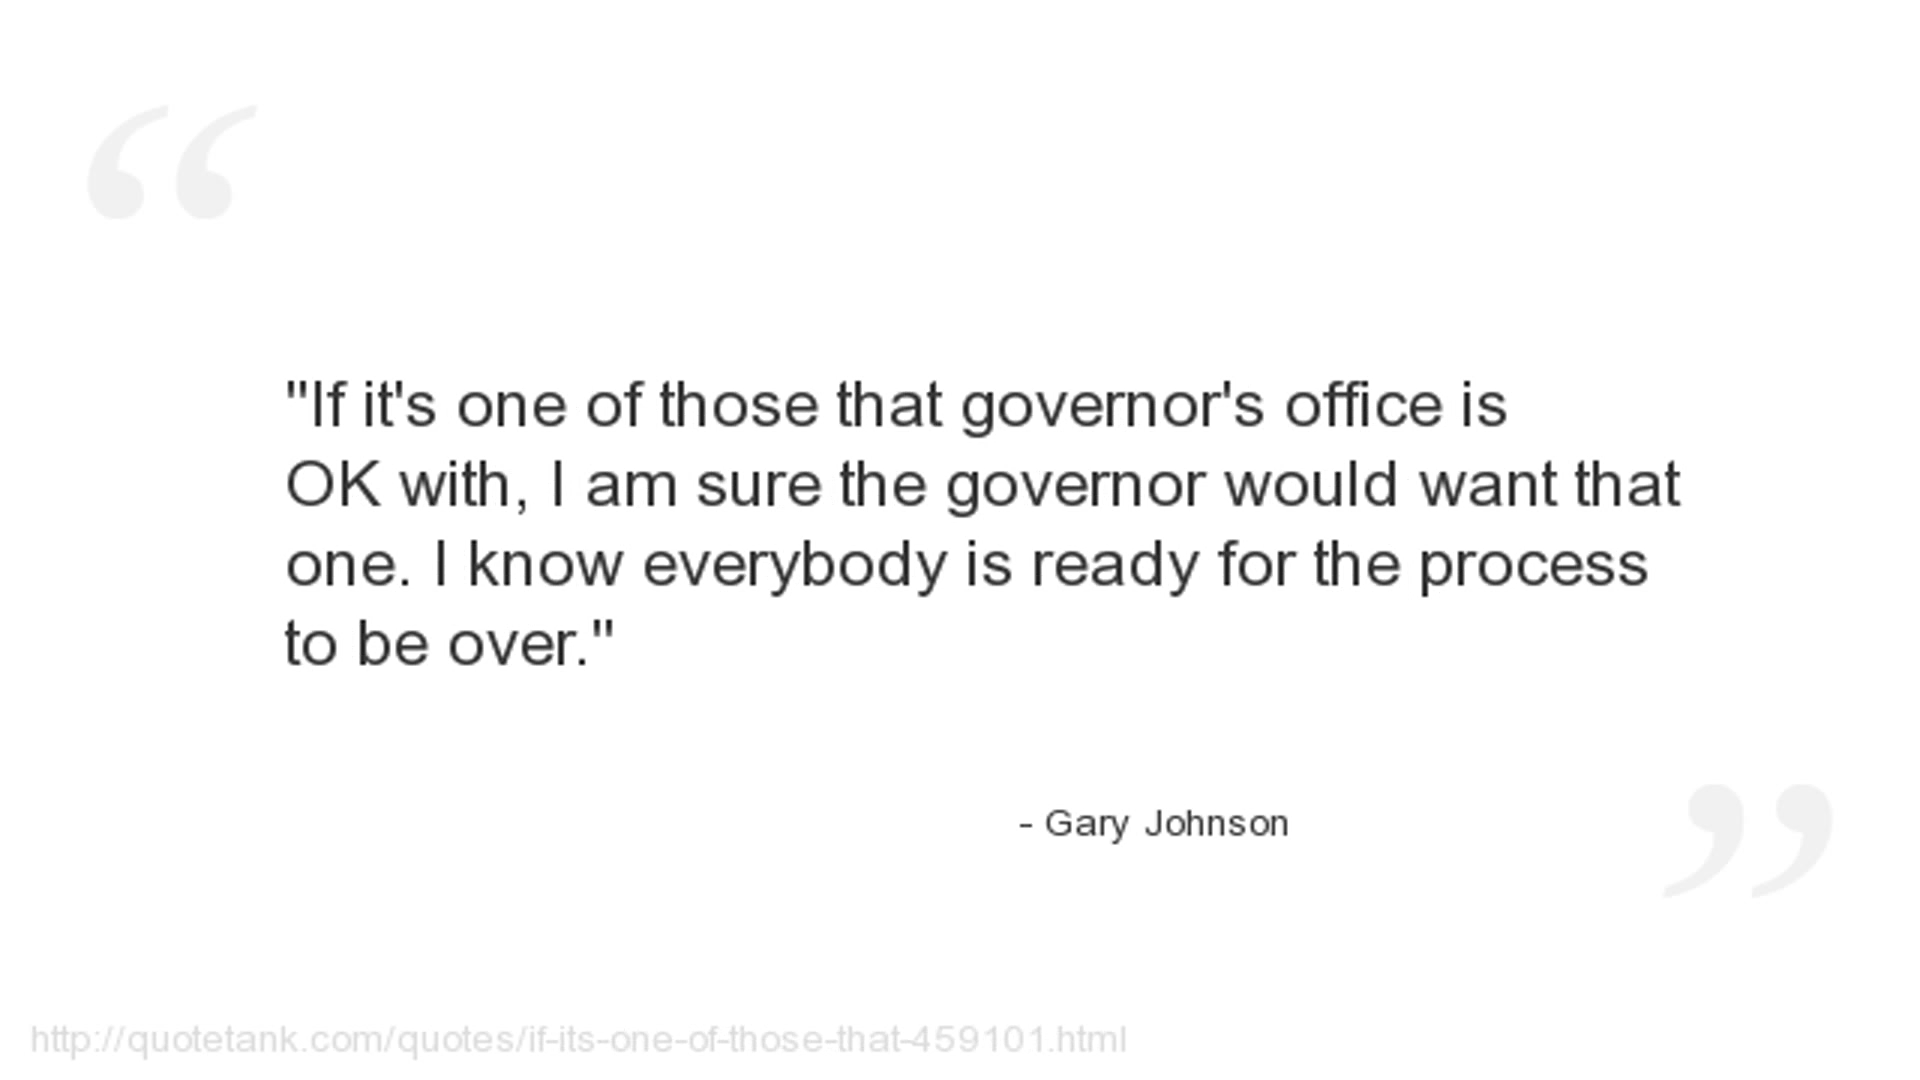 "If it's one of those that governor's office is
OK with, I am sure the governor would want that
one. I know everybody is ready for the process
to be over."
- Gary Johnson
http://quotetank.com/quotes/if-its-one-of-those-that-459101.html